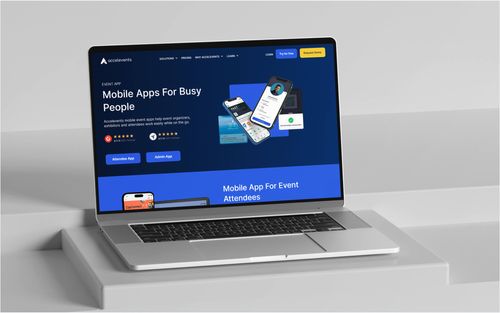 accelevents
SOLUTIONS
PRICING
WHY ACCELEVENTS
LEARN
Try for Free
Request Demo
EVENT APP
Mobile Apps For Busy
People
Accelevents mobile event apps help event organizers,
exhibitors and attendees work easily while on the go.
Attendee App
Admin App
Mobile App For Event
Attendees